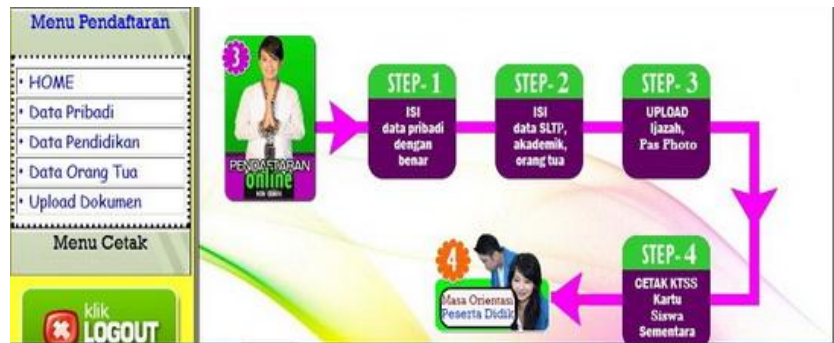 Menu Pendaftaran
• HOME
• Data Pribadi
• Data Pendidikan
• Data Orang Tua
• Upload Dokumen
Menu Cetak
klik
LOGOUT
3
PENDAFTARAN
online
STEP-1
ISI
data pribadi
dengan
benar
STEP-2
ISI
data SLTP,
akademik,
orang tua
STEP-3
UPLOAD
Ijazah,
Pas Photo
STEP-4
CETAK KTSS
Kartu
Siswa
Sementara
4
Masa Orientasi
Peserta Didik